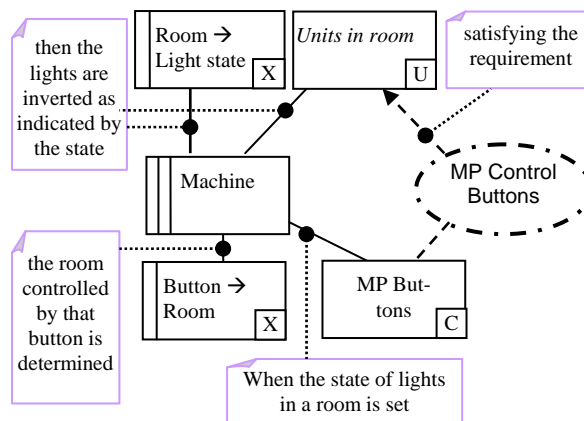 then the
lights are
inverted as
indicated by
the state
Room →
Light state
X
Units in room
U
satisfying the
requirement
Machine
MP Control
Buttons
the room
controlled
by that
button is
determined
Button →
Room
X
MP But-
tons
C
When the state of lights
in a room is set